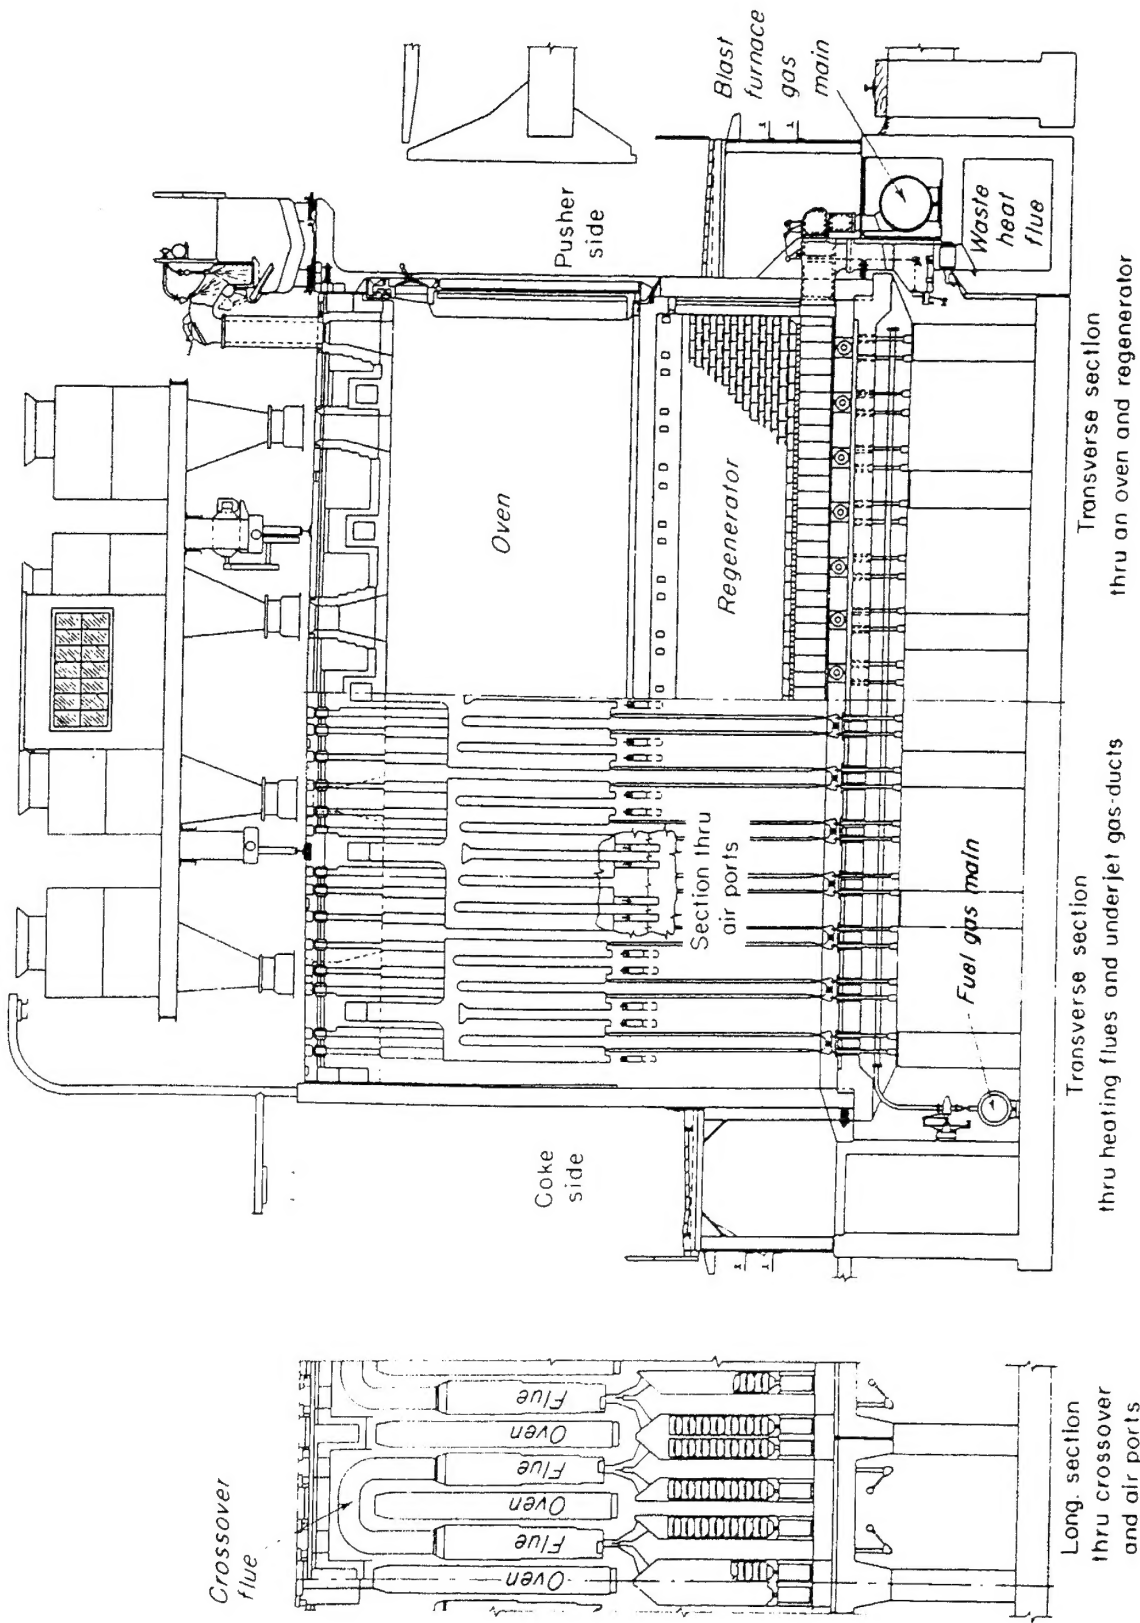 Crossover
flue
Flue
Oven
Flue
Oven
Flue
Oven
Long. section
thru crossover
and air ports
Coke
side
Oven
Pusher
side
Regenerator
Section thru
air ports
Fuel gas main
Blast
furnace
gas
main
Waste
heat
flue
Transverse section
thru heating flues and underjet gas-ducts
Transverse section
thru an oven and regenerator